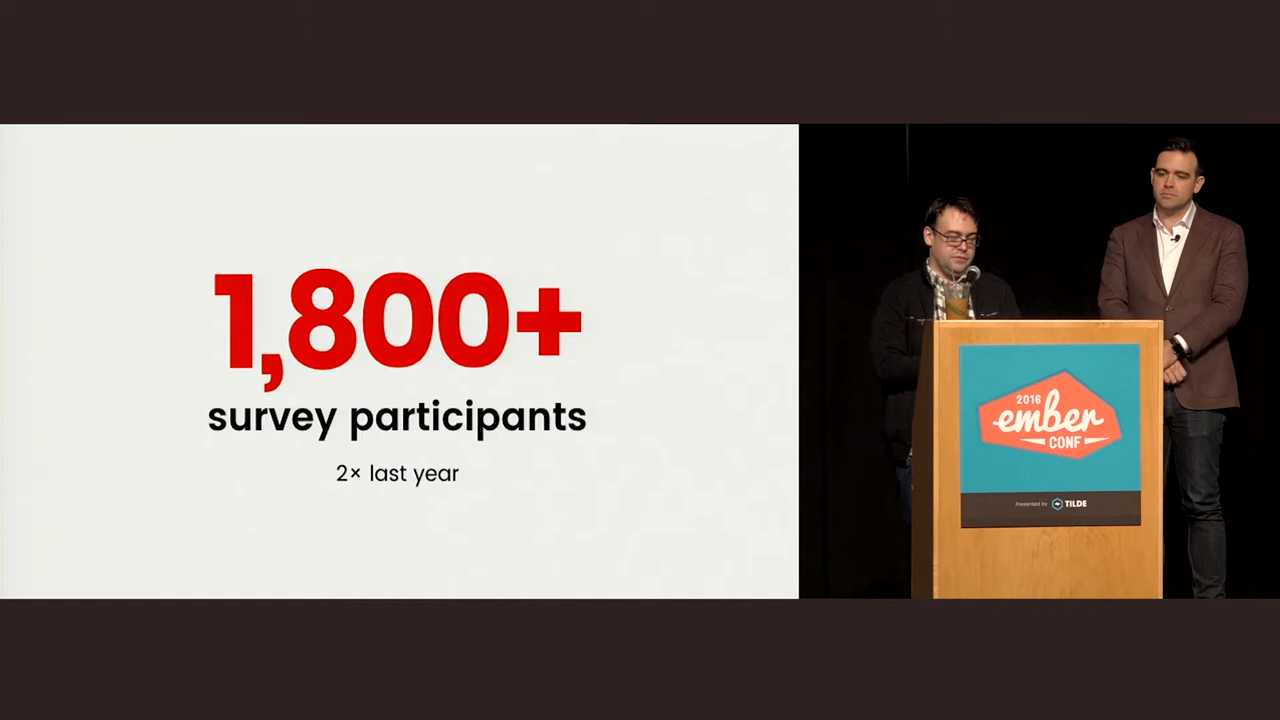 1,800+
survey participants
2× last year
2016
ember
CONF
Presented by TILDE